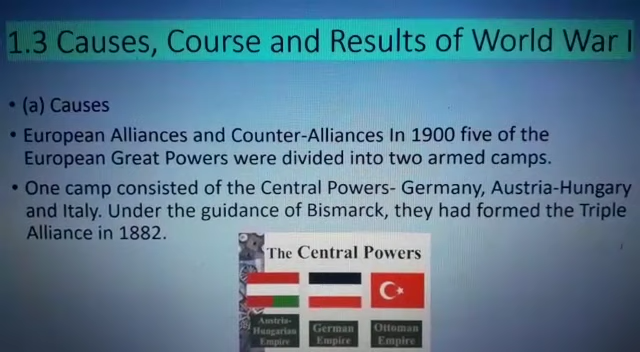 1.3 Causes, Course and Results of World War I
• (a) Causes
• European Alliances and Counter-Alliances In 1900 five of the
European Great Powers were divided into two armed camps.
• One camp consisted of the Central Powers- Germany, Austria-Hungary
and Italy. Under the guidance of Bismarck, they had formed the Triple
Alliance in 1882.
The Central Powers
Austria-
Hungarian
Empire
German
Empire
Ottoman
Empire